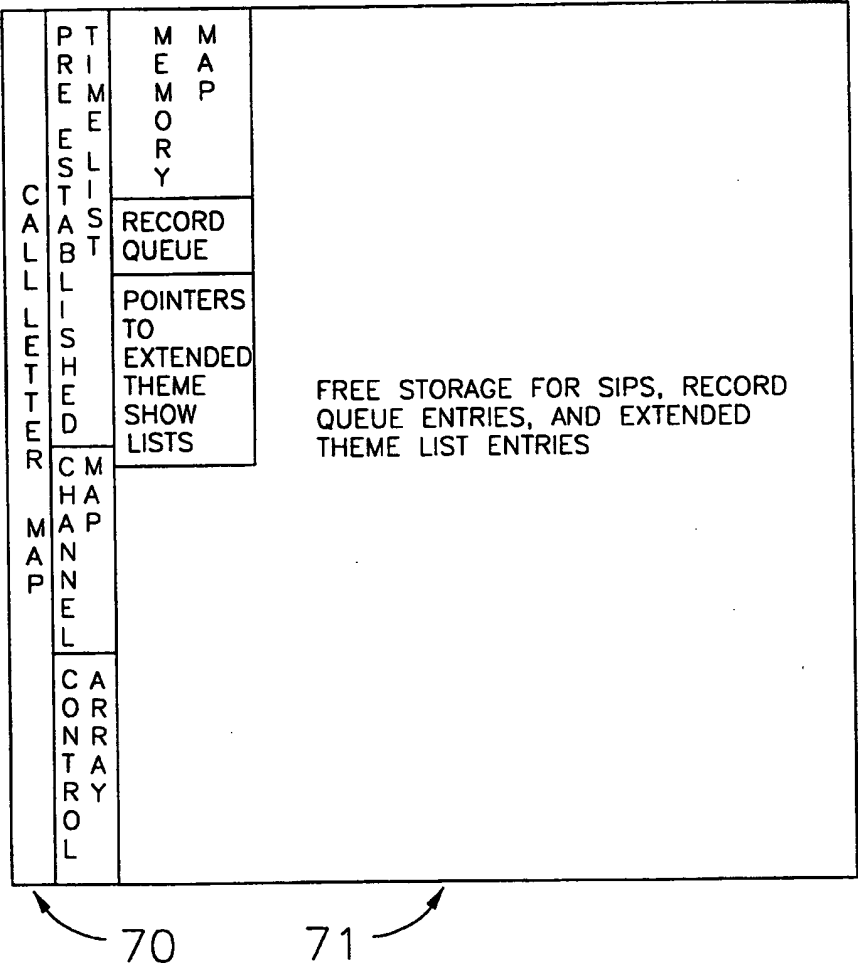 CALL LETTER MAP
PRE ESTABLISHED
TIME LIST
CHANNEL
MAP
CONTROL
ARRAY
MEMORY
MAP
RECORD
QUEUE
POINTERS
TO
EXTENDED
THEME
SHOW
LISTS
FREE STORAGE FOR SIPS, RECORD
QUEUE ENTRIES, AND EXTENDED
THEME LIST ENTRIES
70
71